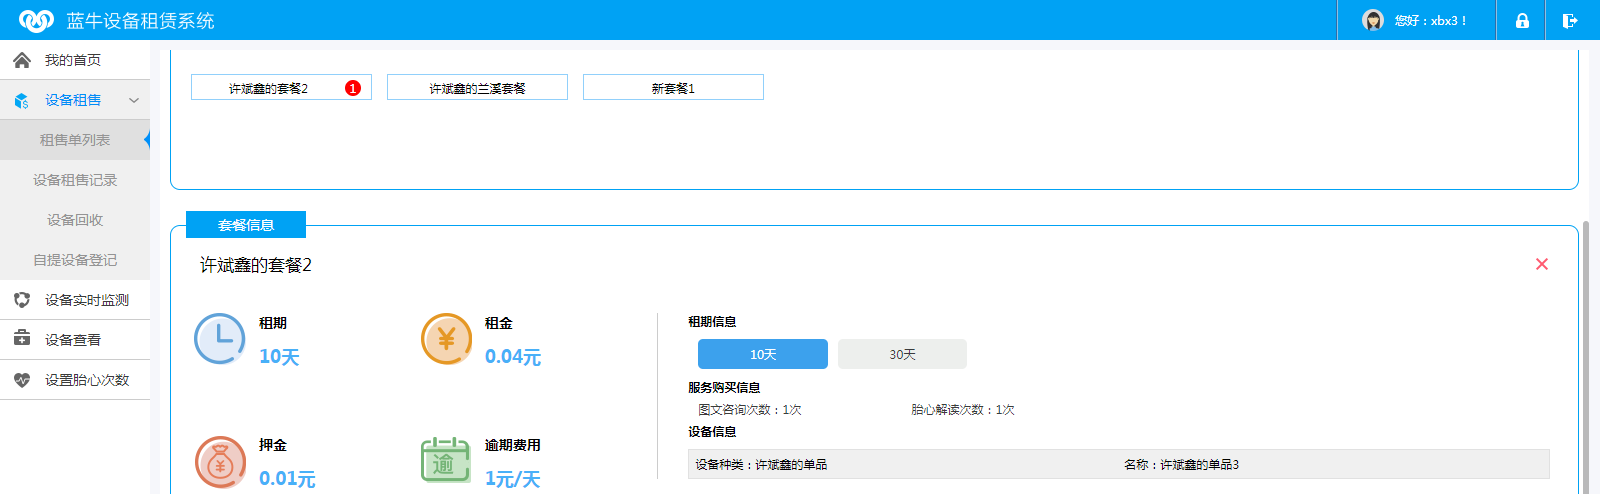 蓝牛设备租赁系统
您好：xbx3！
我的首页
设备租售
租售单列表
设备租售记录
设备回收
自提设备登记
设备实时监测
设备查看
设置胎心次数
许斌鑫的套餐2 1
许斌鑫的兰溪套餐
新套餐1
套餐信息
许斌鑫的套餐2
租期
10天
租金
0.04元
押金
0.01元
逾
逾期费用
1元/天
租期信息
10天 30天
服务购买信息
图文咨询次数：1次 胎心解读次数：1次
设备信息
设备种类：许斌鑫的单品 名称：许斌鑫的单品3